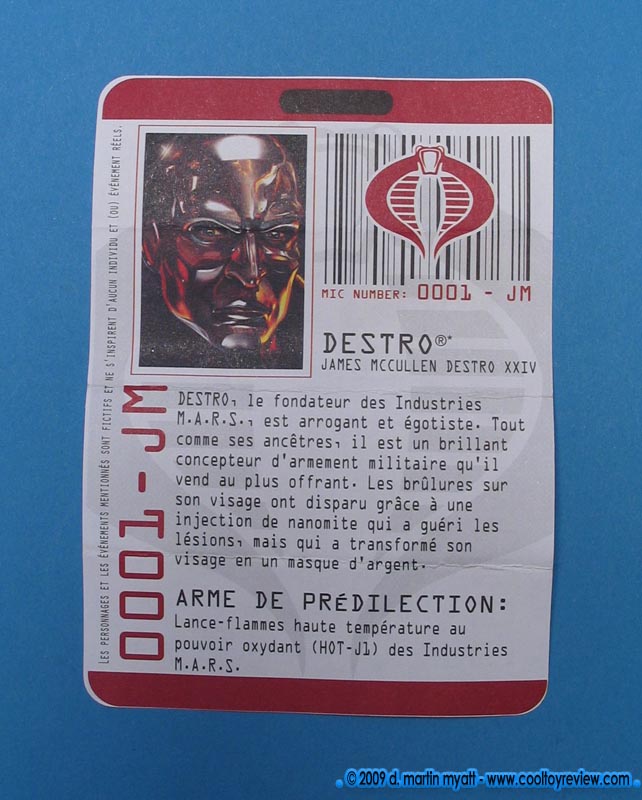 MIC NUMBER: 0001 - JM
DESTRO®*
JAMES MCCULLEN DESTRO XXIV
DESTRO, le fondateur des Industries
M.A.R.S., est arrogant et égotiste. Tout
comme ses ancêtres, il est un brillant
concepteur d'armement militaire qu'il
vend au plus offrant. Les brûlures sur
son visage ont disparu grâce à une
injection de nanomite qui a guéri les
lésions, mais qui a transformé son
visage en un masque d'argent.
ARME DE PRÉDILECTION:
Lance-flammes haute température au
pouvoir oxydant (HOT-J1) des Industries
M.A.R.S.
0001 - JM
LES PERSONNAGES ET LES ÉVÉNEMENTS MENTIONNÉS SONT FICTIFS ET NE S'INSPIRENT D'AUCUN INDIVIDU ET (OU) ÉVÉNEMENT RÉELS.
© 2009 d. martin myatt - www.cooltoyreview.com